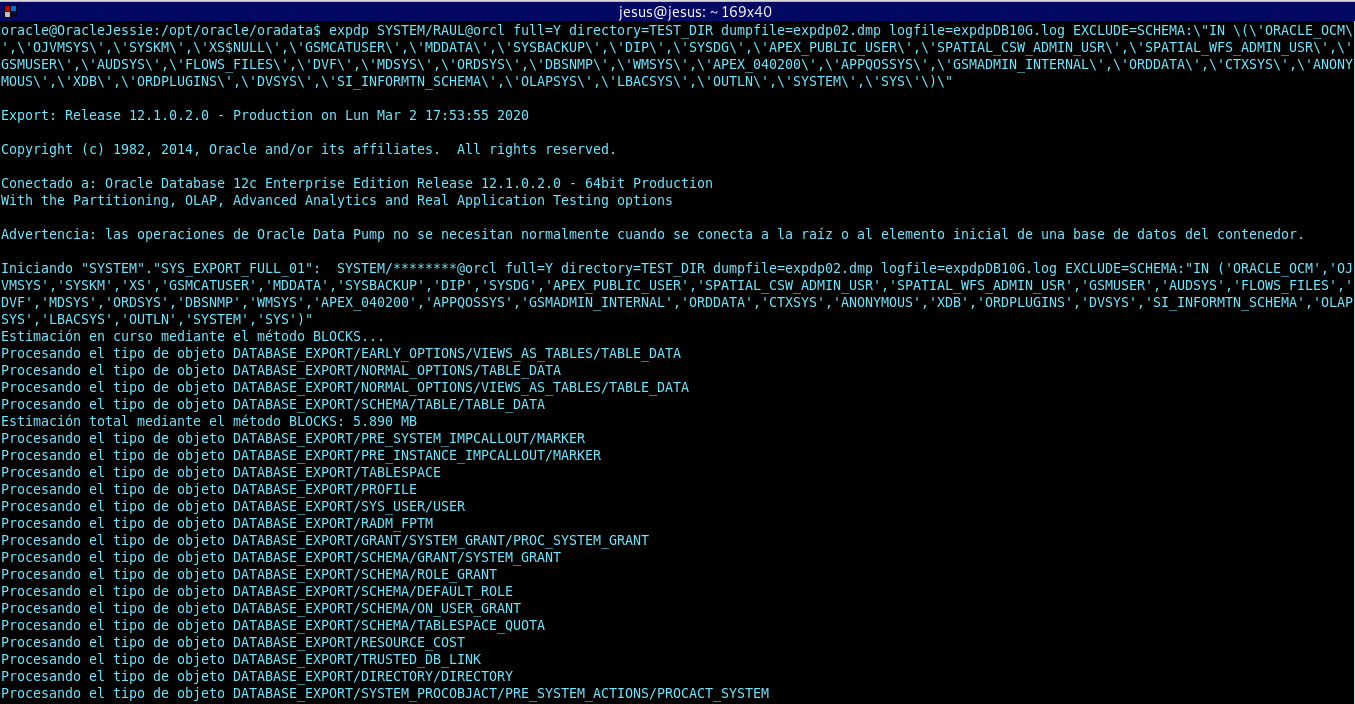 jesus@jesus: ~ 169x40
oracle@OracleJessie:/opt/oracle/oradata$ expdp SYSTEM/RAUL@orcl full=Y directory=TEST_DIR dumpfile=expdp02.dmp logfile=expdpDB10G.log EXCLUDE=SCHEMA:\"IN \(\'ORACLE_OCM\
',\'OJVMSYS\',\'SYSKM\',\'XS$NULL\',\'GSMCATUSER\',\'MDDATA\',\'SYSBACKUP\',\'DIP\',\'SYSDG\',\'APEX_PUBLIC_USER\',\'SPATIAL_CSW_ADMIN_USR\',\'SPATIAL_WFS_ADMIN_USR\',\'
GSMUSER\',\'AUDSYS\',\'FLOWS_FILES\',\'DVF\',\'MDSYS\',\'ORDSYS\',\'DBSNMP\',\'WMSYS\',\'APEX_040200\',\'APPQOSSYS\',\'GSMADMIN_INTERNAL\',\'ORDDATA\',\'CTXSYS\',\'ANONY
MOUS\',\'XDB\',\'ORDPLUGINS\',\'DVSYS\',\'SI_INFORMTN_SCHEMA\',\'OLAPSYS\',\'LBACSYS\',\'OUTLN\',\'SYSTEM\',\'SYS\'\)\"
Export: Release 12.1.0.2.0 - Production on Lun Mar 2 17:53:55 2020
Copyright (c) 1982, 2014, Oracle and/or its affiliates.  All rights reserved.
Conectado a: Oracle Database 12c Enterprise Edition Release 12.1.0.2.0 - 64bit Production
With the Partitioning, OLAP, Advanced Analytics and Real Application Testing options
Advertencia: las operaciones de Oracle Data Pump no se necesitan normalmente cuando se conecta a la raíz o al elemento inicial de una base de datos del contenedor.
Iniciando "SYSTEM"."SYS_EXPORT_FULL_01":  SYSTEM/********@orcl full=Y directory=TEST_DIR dumpfile=expdp02.dmp logfile=expdpDB10G.log EXCLUDE=SCHEMA:"IN ('ORACLE_OCM','OJ
VMSYS','SYSKM','XS','GSMCATUSER','MDDATA','SYSBACKUP','DIP','SYSDG','APEX_PUBLIC_USER','SPATIAL_CSW_ADMIN_USR','SPATIAL_WFS_ADMIN_USR','GSMUSER','AUDSYS','FLOWS_FILES','
DVF','MDSYS','ORDSYS','DBSNMP','WMSYS','APEX_040200','APPQOSSYS','GSMADMIN_INTERNAL','ORDDATA','CTXSYS','ANONYMOUS','XDB','ORDPLUGINS','DVSYS','SI_INFORMTN_SCHEMA','OLAP
SYS','LBACSYS','OUTLN','SYSTEM','SYS')"
Estimación en curso mediante el método BLOCKS...
Procesando el tipo de objeto DATABASE_EXPORT/EARLY_OPTIONS/VIEWS_AS_TABLES/TABLE_DATA
Procesando el tipo de objeto DATABASE_EXPORT/NORMAL_OPTIONS/TABLE_DATA
Procesando el tipo de objeto DATABASE_EXPORT/NORMAL_OPTIONS/VIEWS_AS_TABLES/TABLE_DATA
Procesando el tipo de objeto DATABASE_EXPORT/SCHEMA/TABLE/TABLE_DATA
Estimación total mediante el método BLOCKS: 5.890 MB
Procesando el tipo de objeto DATABASE_EXPORT/PRE_SYSTEM_IMPCALLOUT/MARKER
Procesando el tipo de objeto DATABASE_EXPORT/PRE_INSTANCE_IMPCALLOUT/MARKER
Procesando el tipo de objeto DATABASE_EXPORT/TABLESPACE
Procesando el tipo de objeto DATABASE_EXPORT/PROFILE
Procesando el tipo de objeto DATABASE_EXPORT/SYS_USER/USER
Procesando el tipo de objeto DATABASE_EXPORT/RADM_FPTM
Procesando el tipo de objeto DATABASE_EXPORT/GRANT/SYSTEM_GRANT/PROC_SYSTEM_GRANT
Procesando el tipo de objeto DATABASE_EXPORT/SCHEMA/GRANT/SYSTEM_GRANT
Procesando el tipo de objeto DATABASE_EXPORT/SCHEMA/ROLE_GRANT
Procesando el tipo de objeto DATABASE_EXPORT/SCHEMA/DEFAULT_ROLE
Procesando el tipo de objeto DATABASE_EXPORT/SCHEMA/ON_USER_GRANT
Procesando el tipo de objeto DATABASE_EXPORT/SCHEMA/TABLESPACE_QUOTA
Procesando el tipo de objeto DATABASE_EXPORT/RESOURCE_COST
Procesando el tipo de objeto DATABASE_EXPORT/TRUSTED_DB_LINK
Procesando el tipo de objeto DATABASE_EXPORT/DIRECTORY/DIRECTORY
Procesando el tipo de objeto DATABASE_EXPORT/SYSTEM_PROCOBJACT/PRE_SYSTEM_ACTIONS/PROCACT_SYSTEM